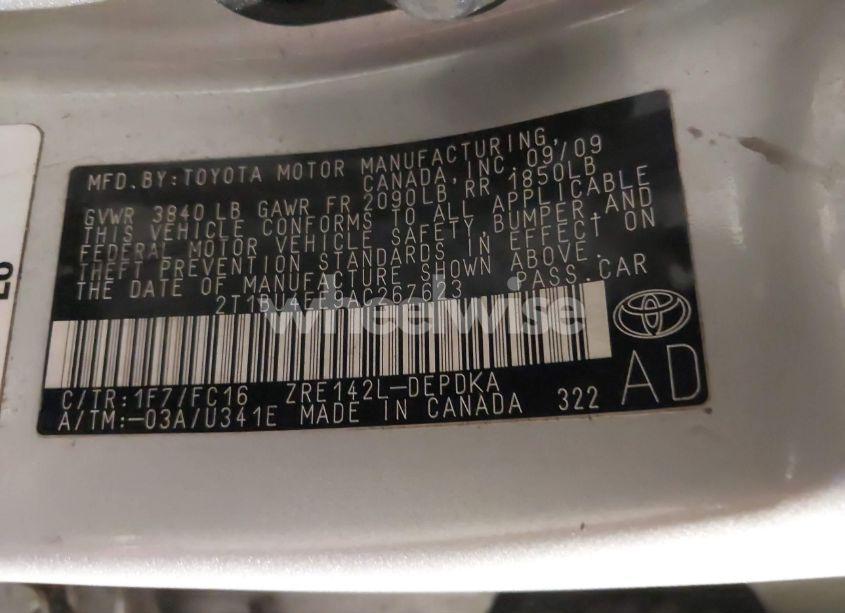 MFD.BY:TOYOTA MOTOR MANUFACTURING,
CANADA,INC. 09/09
GVWR 3840 LB GAWR FR 2090LB RR 1850LB
THIS VEHICLE CONFORMS TO ALL APPLICABLE
FEDERAL MOTOR VEHICLE SAFETY,BUMPER,AND
THEFT PREVENTION STANDARDS IN EFFECT ON
THE DATE OF MANUFACTURE SHOWN ABOVE.
PASS.CAR
wheelwise
C/TR:1F7/FC16 ZRE142L-DEPDKA
A/TM:-03A/U341E MADE IN CANADA 322
AD